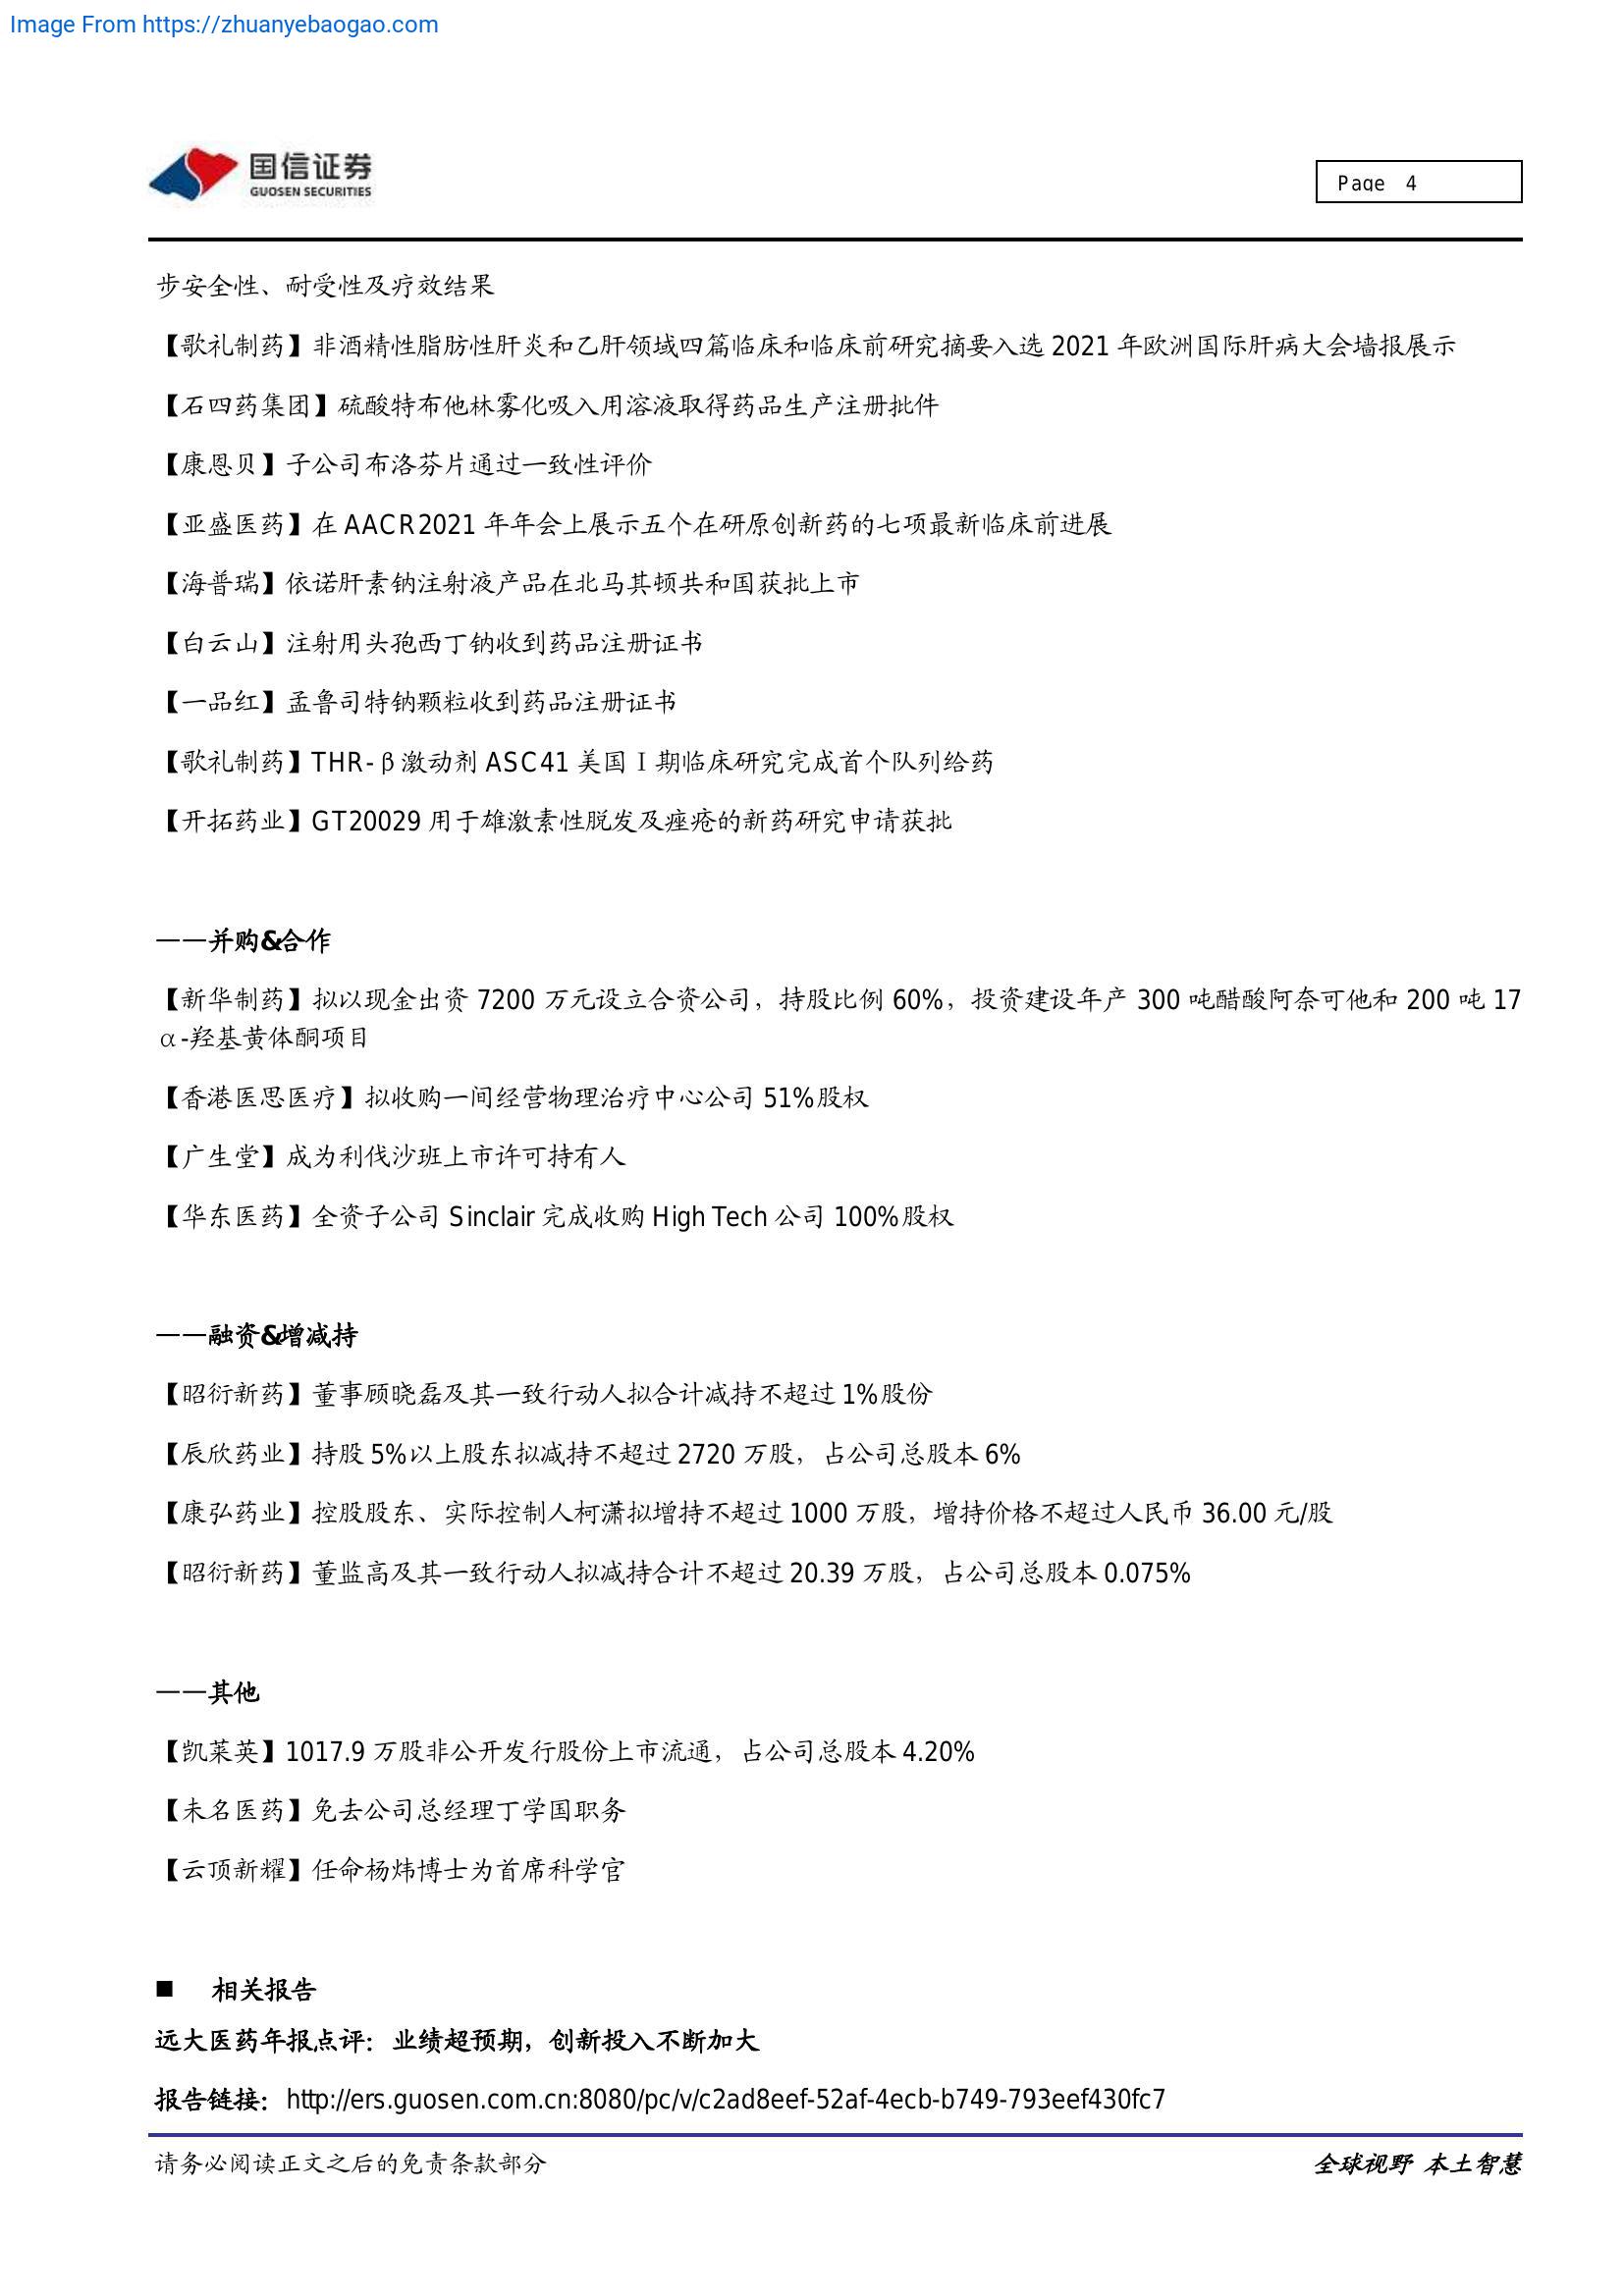 Image From https://zhuanyebaogao.com
国信证券
GUOSEN SECURITIES
Page 4
步安全性、耐受性及疗效结果
【歌礼制药】非酒精性脂肪性肝炎和乙肝领域四篇临床和临床前研究摘要入选 2021 年欧洲国际肝病大会墙报展示
【石四药集团】硫酸特布他林雾化吸入用溶液取得药品生产注册批件
【康恩贝】子公司布洛芬片通过一致性评价
【亚盛医药】在 AACR2021 年年会上展示五个在研原创新药的七项最新临床前进展
【海普瑞】依诺肝素钠注射液产品在北马其顿共和国获批上市
【白云山】注射用头孢西丁钠收到药品注册证书
【一品红】孟鲁司特钠颗粒收到药品注册证书
【歌礼制药】THR-β激动剂 ASC41 美国Ⅰ期临床研究完成首个队列给药
【开拓药业】GT20029 用于雄激素性脱发及痤疮的新药研究申请获批
——并购&合作
【新华制药】拟以现金出资 7200 万元设立合资公司，持股比例 60%，投资建设年产 300 吨醋酸阿奈可他和 200 吨 17
α-羟基黄体酮项目
【香港医思医疗】拟收购一间经营物理治疗中心公司 51%股权
【广生堂】成为利伐沙班上市许可持有人
【华东医药】全资子公司 Sinclair 完成收购 High Tech 公司 100%股权
——融资&增减持
【昭衍新药】董事顾晓磊及其一致行动人拟合计减持不超过 1%股份
【辰欣药业】持股 5%以上股东拟减持不超过 2720 万股，占公司总股本 6%
【康弘药业】控股股东、实际控制人柯潇拟增持不超过 1000 万股，增持价格不超过人民币 36.00 元/股
【昭衍新药】董监高及其一致行动人拟减持合计不超过 20.39 万股，占公司总股本 0.075%
——其他
【凯莱英】1017.9 万股非公开发行股份上市流通，占公司总股本 4.20%
【未名医药】免去公司总经理丁学国职务
【云顶新耀】任命杨炜博士为首席科学官
■ 相关报告
远大医药年报点评：业绩超预期，创新投入不断加大
报告链接：http://ers.guosen.com.cn:8080/pc/v/c2ad8eef-52af-4ecb-b749-793eef430fc7
请务必阅读正文之后的免责条款部分
全球视野 本土智慧